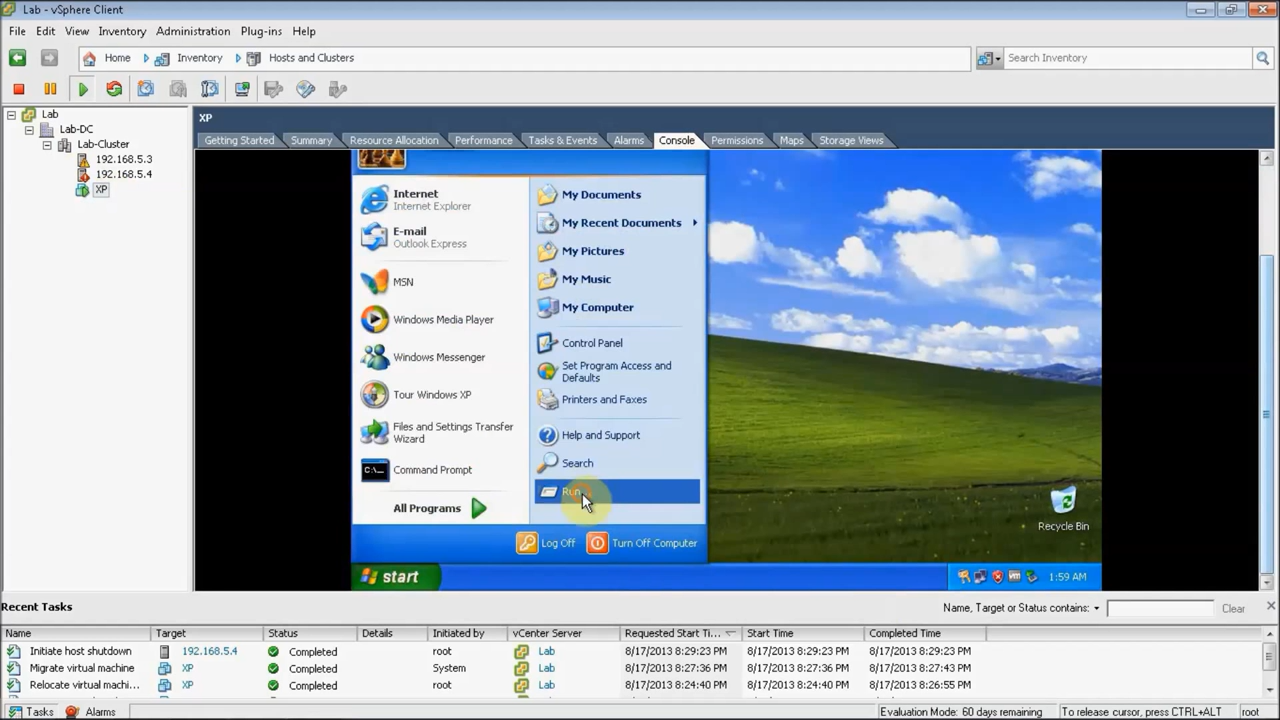 Lab - vSphere Client
File Edit View Inventory Administration Plug-ins Help
Home Inventory Hosts and Clusters Search Inventory
Lab
Lab-DC
Lab-Cluster
192.168.5.3
192.168.5.4
XP
XP
Getting Started Summary Resource Allocation Performance Tasks & Events Alarms Console Permissions Maps Storage Views
Internet
Internet Explorer
E-mail
Outlook Express
MSN
Windows Media Player
Windows Messenger
Tour Windows XP
Files and Settings Transfer
Wizard
C:\
Command Prompt
All Programs
My Documents
My Recent Documents
My Pictures
My Music
My Computer
Control Panel
Set Program Access and
Defaults
Printers and Faxes
Help and Support
Search
Run
Log Off Turn Off Computer
Recycle Bin
start 1:59 AM
Recent Tasks Name, Target or Status contains: Clear
Name Target Status Details Initiated by vCenter Server Requested Start Ti... Start Time Completed Time
Initiate host shutdown 192.168.5.4 Completed root Lab 8/17/2013 8:29:23 PM 8/17/2013 8:29:23 PM 8/17/2013 8:29:23 PM
Migrate virtual machine XP Completed System Lab 8/17/2013 8:27:36 PM 8/17/2013 8:27:36 PM 8/17/2013 8:27:43 PM
Relocate virtual machi... XP Completed root Lab 8/17/2013 8:24:40 PM 8/17/2013 8:24:40 PM 8/17/2013 8:26:55 PM
Tasks Alarms Evaluation Mode: 60 days remaining To release cursor, press CTRL+ALT root